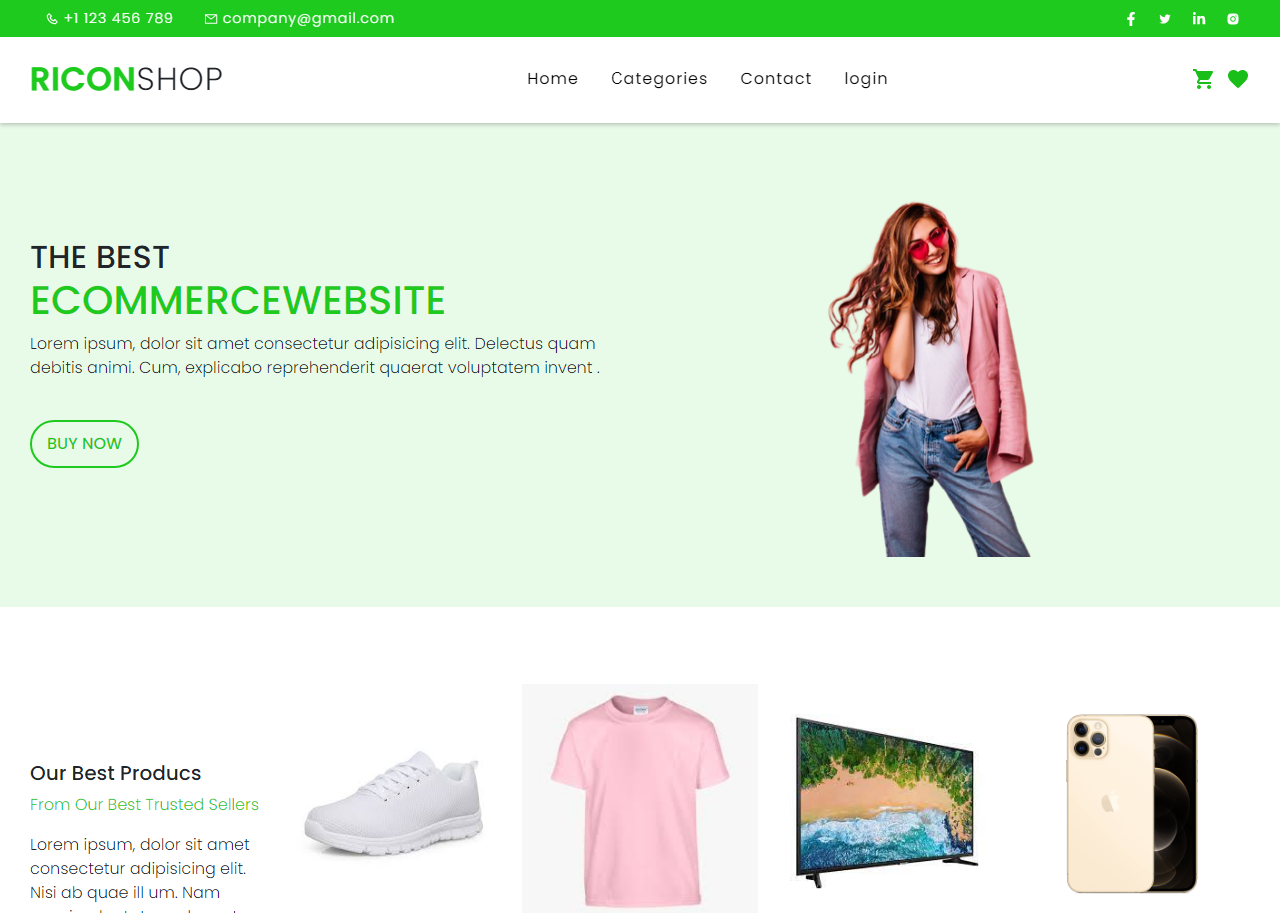 +1 123 456 789 company@gmail.com
RICONSHOP Home Categories Contact login
THE BEST
ECOMMERCEWEBSITE
Lorem ipsum, dolor sit amet consectetur adipisicing elit. Delectus quam
debitis animi. Cum, explicabo reprehenderit quaerat voluptatem invent .
BUY NOW
Our Best Producs
From Our Best Trusted Sellers
Lorem ipsum, dolor sit amet
consectetur adipisicing elit.
Nisi ab quae ill um. Nam